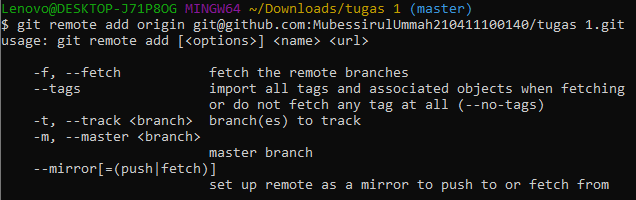 Lenovo@DESKTOP-J71P8OG MINGW64 ~/Downloads/tugas 1 (master)
$ git remote add origin git@github.com:MubessirulUmmah210411100140/tugas 1.git
usage: git remote add [<options>] <name> <url>
-f, --fetch fetch the remote branches
--tags import all tags and associated objects when fetching
or do not fetch any tag at all (--no-tags)
-t, --track <branch> branch(es) to track
-m, --master <branch>
master branch
--mirror[=(push|fetch)]
set up remote as a mirror to push to or fetch from